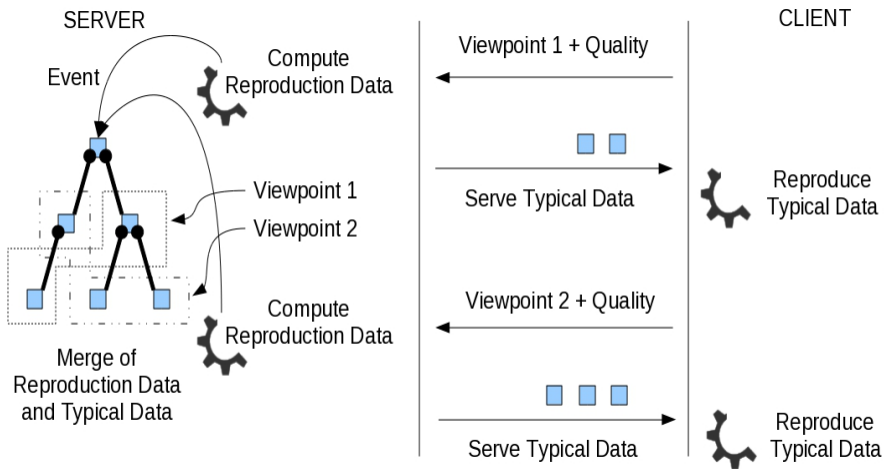 SERVER
CLIENT
Event
Compute
Reproduction Data
Viewpoint 1 + Quality
Serve Typical Data
Reproduce
Typical Data
Viewpoint 1
Viewpoint 2
Compute
Reproduction Data
Viewpoint 2 + Quality
Merge of
Reproduction Data
and Typical Data
Serve Typical Data
Reproduce
Typical Data